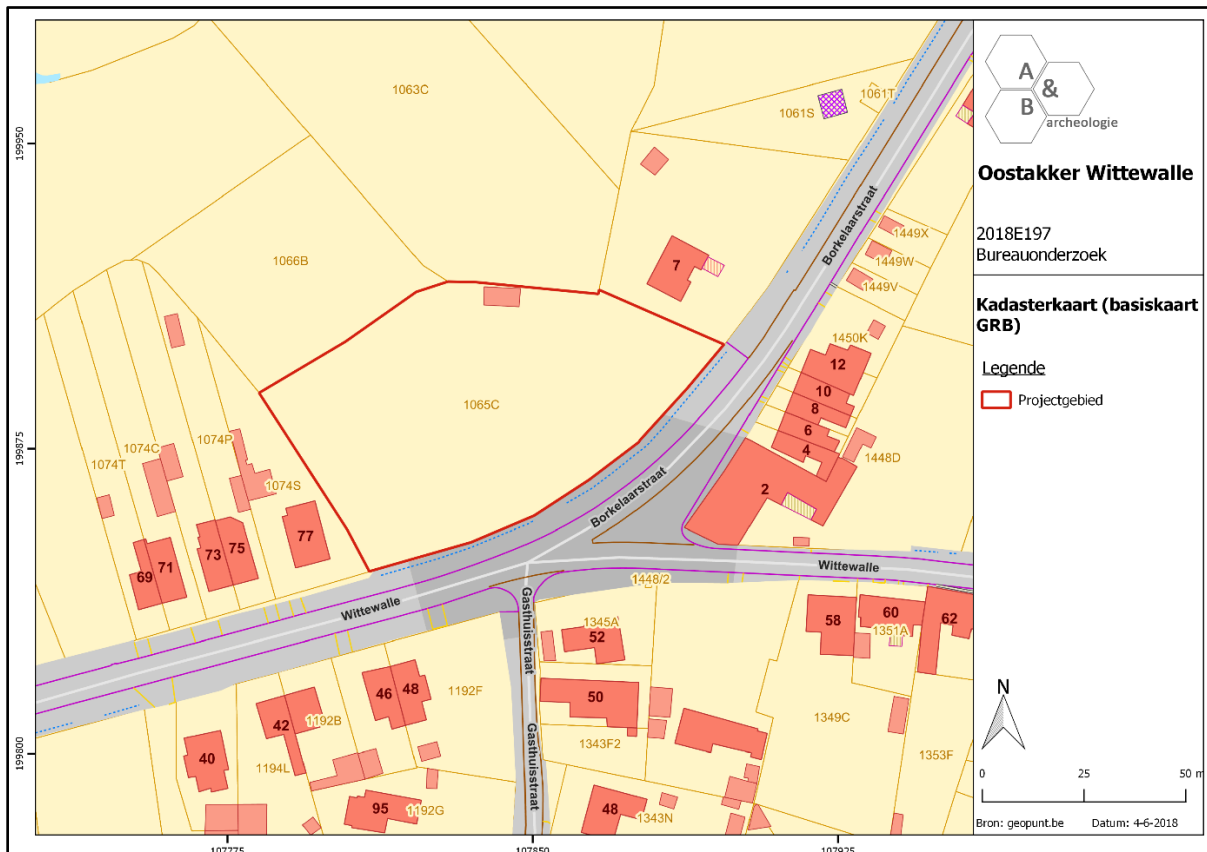 1063C
1061T
1061S
199950
Borkelaarstraat
1449X
1066B
7
1449W
1449V
1450K
12
10
8
6
4
1065C
199875
1074T
1074C
1074P
1074S
1448D
Borkelaarstraat
2
77
73
75
69
71
Wittewalle
1448/2
Wittewalle
Gasthuisstraat
1345A
52
58
60
1351A
62
46
48
1192F
50
42
1192B
1349C
Gasthuisstraat
1343F2
40
1194L
1353F
199800
95
1192G
48
1343N
107775
107850
107925
A
&
B
archeologie
Oostakker Wittewalle
2018E197
Bureauonderzoek
Kadasterkaart (basiskaart
GRB)
Legende
Projectgebied
N
0 25 50 m
Bron: geopunt.be Datum: 4-6-2018